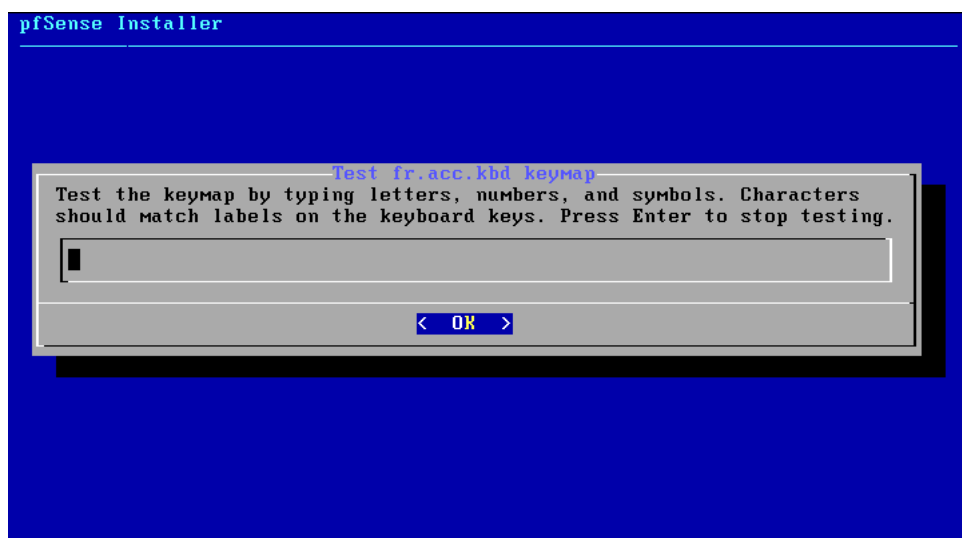 pfSense Installer
Test fr.acc.kbd keymap
Test the keymap by typing letters, numbers, and symbols. Characters
should match labels on the keyboard keys. Press Enter to stop testing.
< OK >